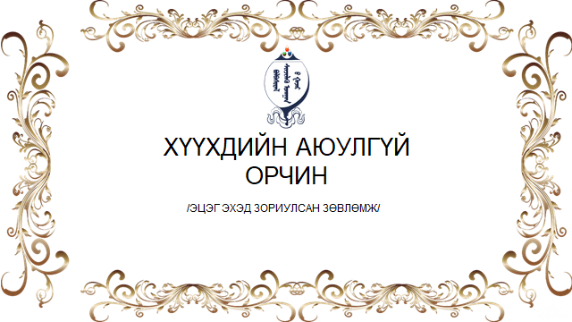 ХҮҮХДИЙН АЮУЛГҮЙ
ОРЧИН
/ЭЦЭГ ЭХЭД ЗОРИУЛСАН ЗӨВЛӨМЖ/